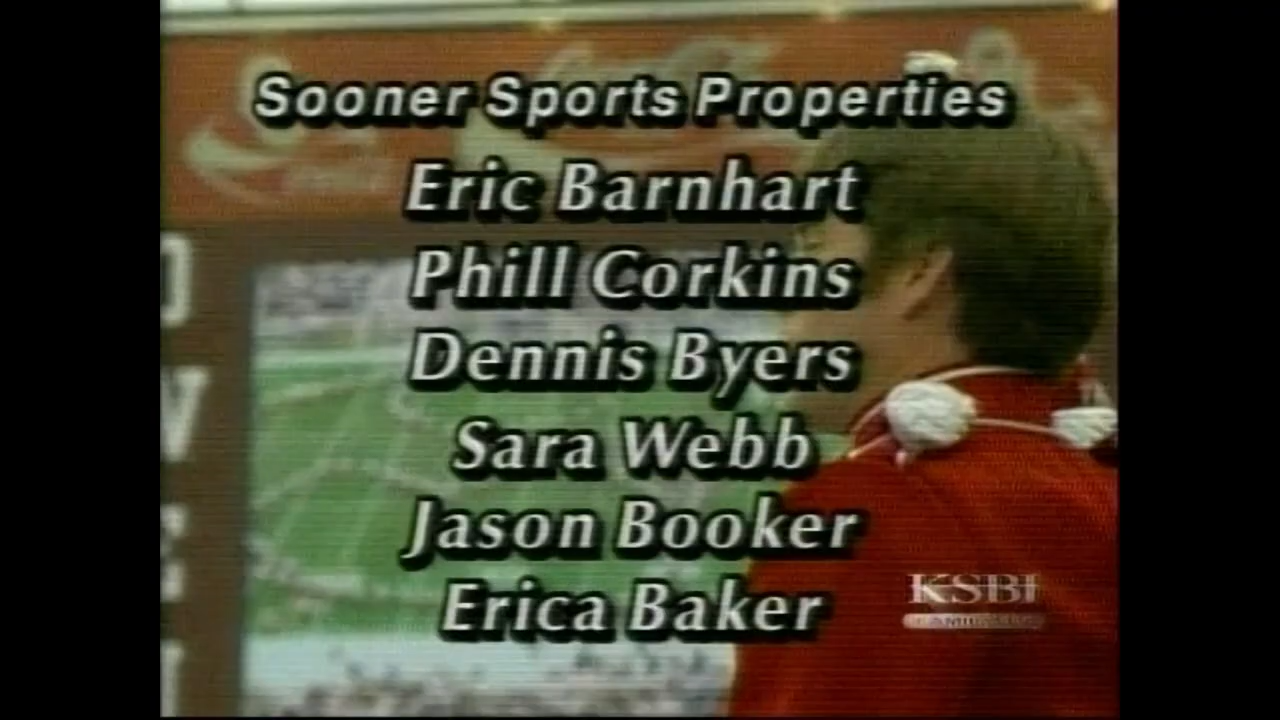 Sooner Sports Properties
Eric Barnhart
Phill Corkins
Dennis Byers
Sara Webb
Jason Booker
Erica Baker
KSBI